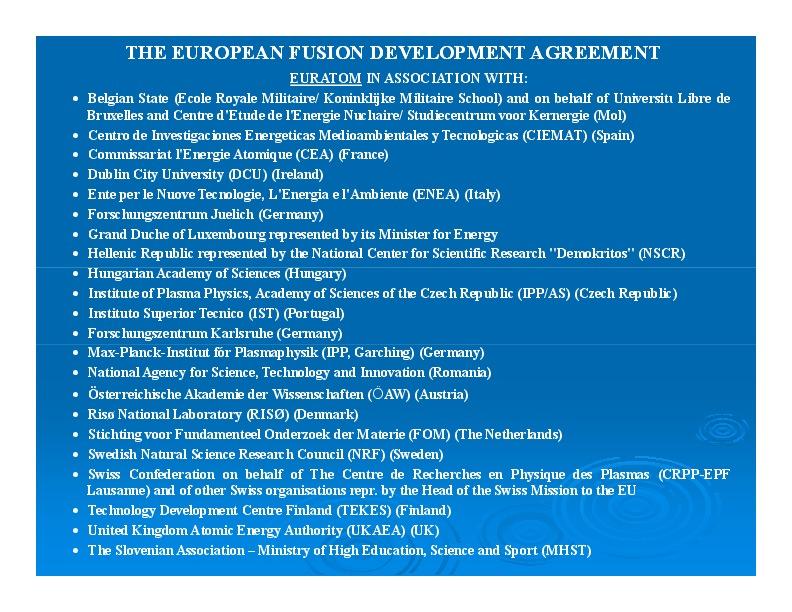 THE EUROPEAN FUSION DEVELOPMENT AGREEMENT
EURATOM IN ASSOCIATION WITH:
• Belgian State (Ecole Royale Militaire/ Koninklijke Militaire School) and on behalf of Universitι Libre de
Bruxelles and Centre d'Etude de l'Energie Nuchaire/ Studiecentrum voor Kernergie (Mol)
• Centro de Investigaciones Energeticas Medioambientales y Tecnologicas (CIEMAT) (Spain)
• Commissariat l'Energie Atomique (CEA) (France)
• Dublin City University (DCU) (Ireland)
• Ente per le Nuove Tecnologie, L'Energia e l'Ambiente (ENEA) (Italy)
• Forschungszentrum Juelich (Germany)
• Grand Duche of Luxembourg represented by its Minister for Energy
• Hellenic Republic represented by the National Center for Scientific Research "Demokritos" (NSCR)
• Hungarian Academy of Sciences (Hungary)
• Institute of Plasma Physics, Academy of Sciences of the Czech Republic (IPP/AS) (Czech Republic)
• Instituto Superior Tecnico (IST) (Portugal)
• Forschungszentrum Karlsruhe (Germany)
• Max-Planck-Institut fόr Plasmaphysik (IPP, Garching) (Germany)
• National Agency for Science, Technology and Innovation (Romania)
• Österreichische Akademie der Wissenschaften (ÖAW) (Austria)
• Risø National Laboratory (RISØ) (Denmark)
• Stichting voor Fundamenteel Onderzoek der Materie (FOM) (The Netherlands)
• Swedish Natural Science Research Council (NRF) (Sweden)
• Swiss Confederation on behalf of The Centre de Recherches en Physique des Plasmas (CRPP-EPF
Lausanne) and of other Swiss organisations repr. by the Head of the Swiss Mission to the EU
• Technology Development Centre Finland (TEKES) (Finland)
• United Kingdom Atomic Energy Authority (UKAEA) (UK)
• The Slovenian Association – Ministry of High Education, Science and Sport (MHST)